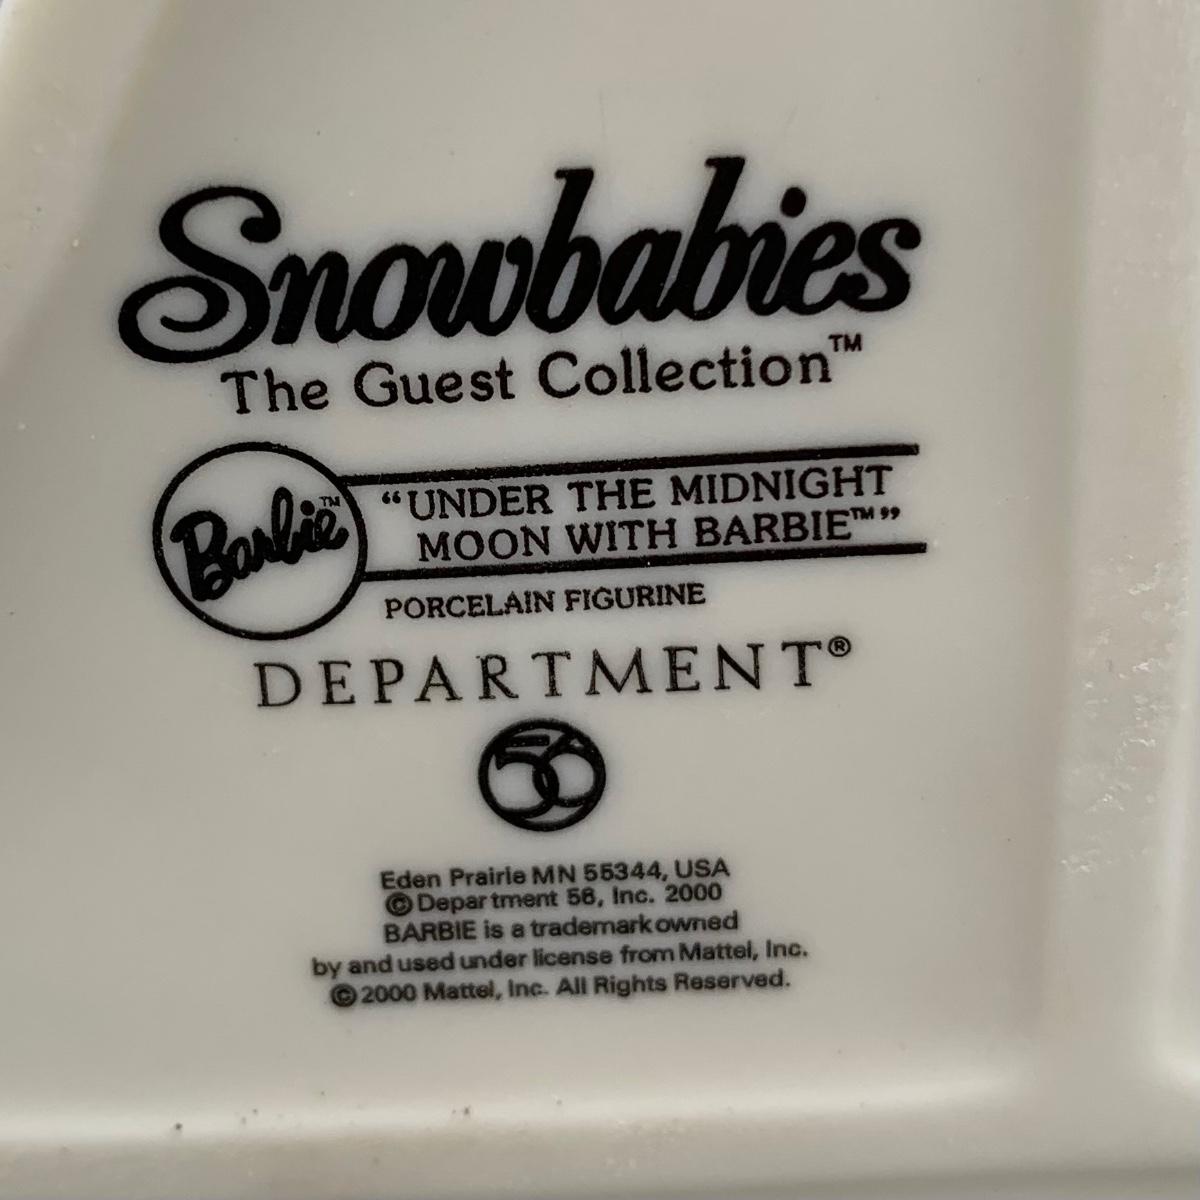 Snowbabies
The Guest Collection™
Barbie™
“UNDER THE MIDNIGHT
MOON WITH BARBIE™”
PORCELAIN FIGURINE
DEPARTMENT®
56
Eden Prairie MN 55344, USA
© Department 56, Inc. 2000
BARBIE is a trademark owned
by and used under license from Mattel, Inc.
© 2000 Mattel, Inc. All Rights Reserved.